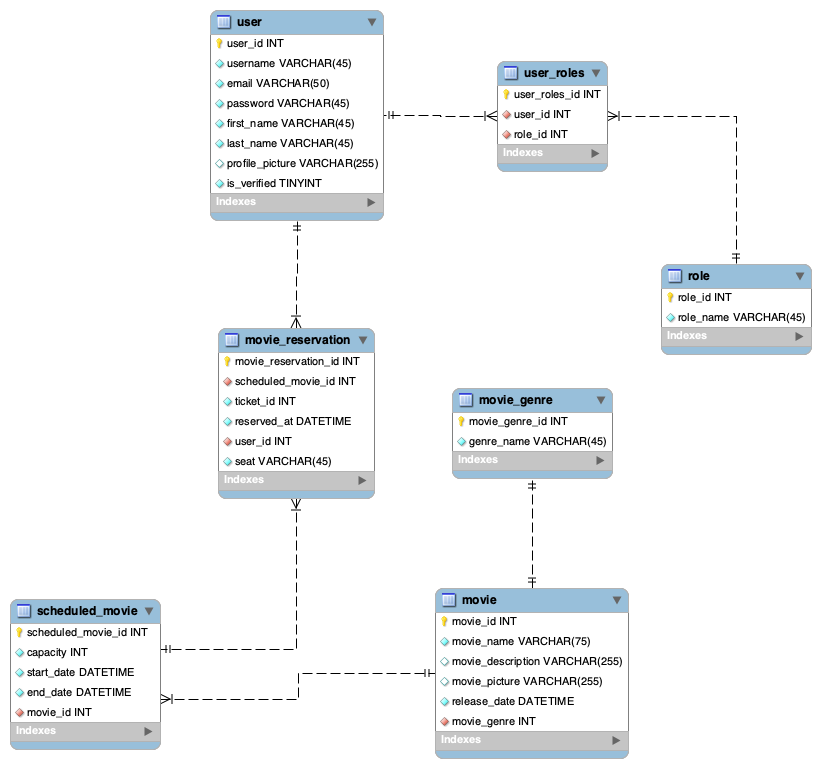 user
user_id INT
username VARCHAR(45)
email VARCHAR(50)
password VARCHAR(45)
first_name VARCHAR(45)
last_name VARCHAR(45)
profile_picture VARCHAR(255)
is_verified TINYINT
Indexes
user_roles
user_roles_id INT
user_id INT
role_id INT
Indexes
role
role_id INT
role_name VARCHAR(45)
Indexes
movie_reservation
movie_reservation_id INT
scheduled_movie_id INT
ticket_id INT
reserved_at DATETIME
user_id INT
seat VARCHAR(45)
Indexes
movie_genre
movie_genre_id INT
genre_name VARCHAR(45)
Indexes
scheduled_movie
scheduled_movie_id INT
capacity INT
start_date DATETIME
end_date DATETIME
movie_id INT
Indexes
movie
movie_id INT
movie_name VARCHAR(75)
movie_description VARCHAR(255)
movie_picture VARCHAR(255)
release_date DATETIME
movie_genre INT
Indexes